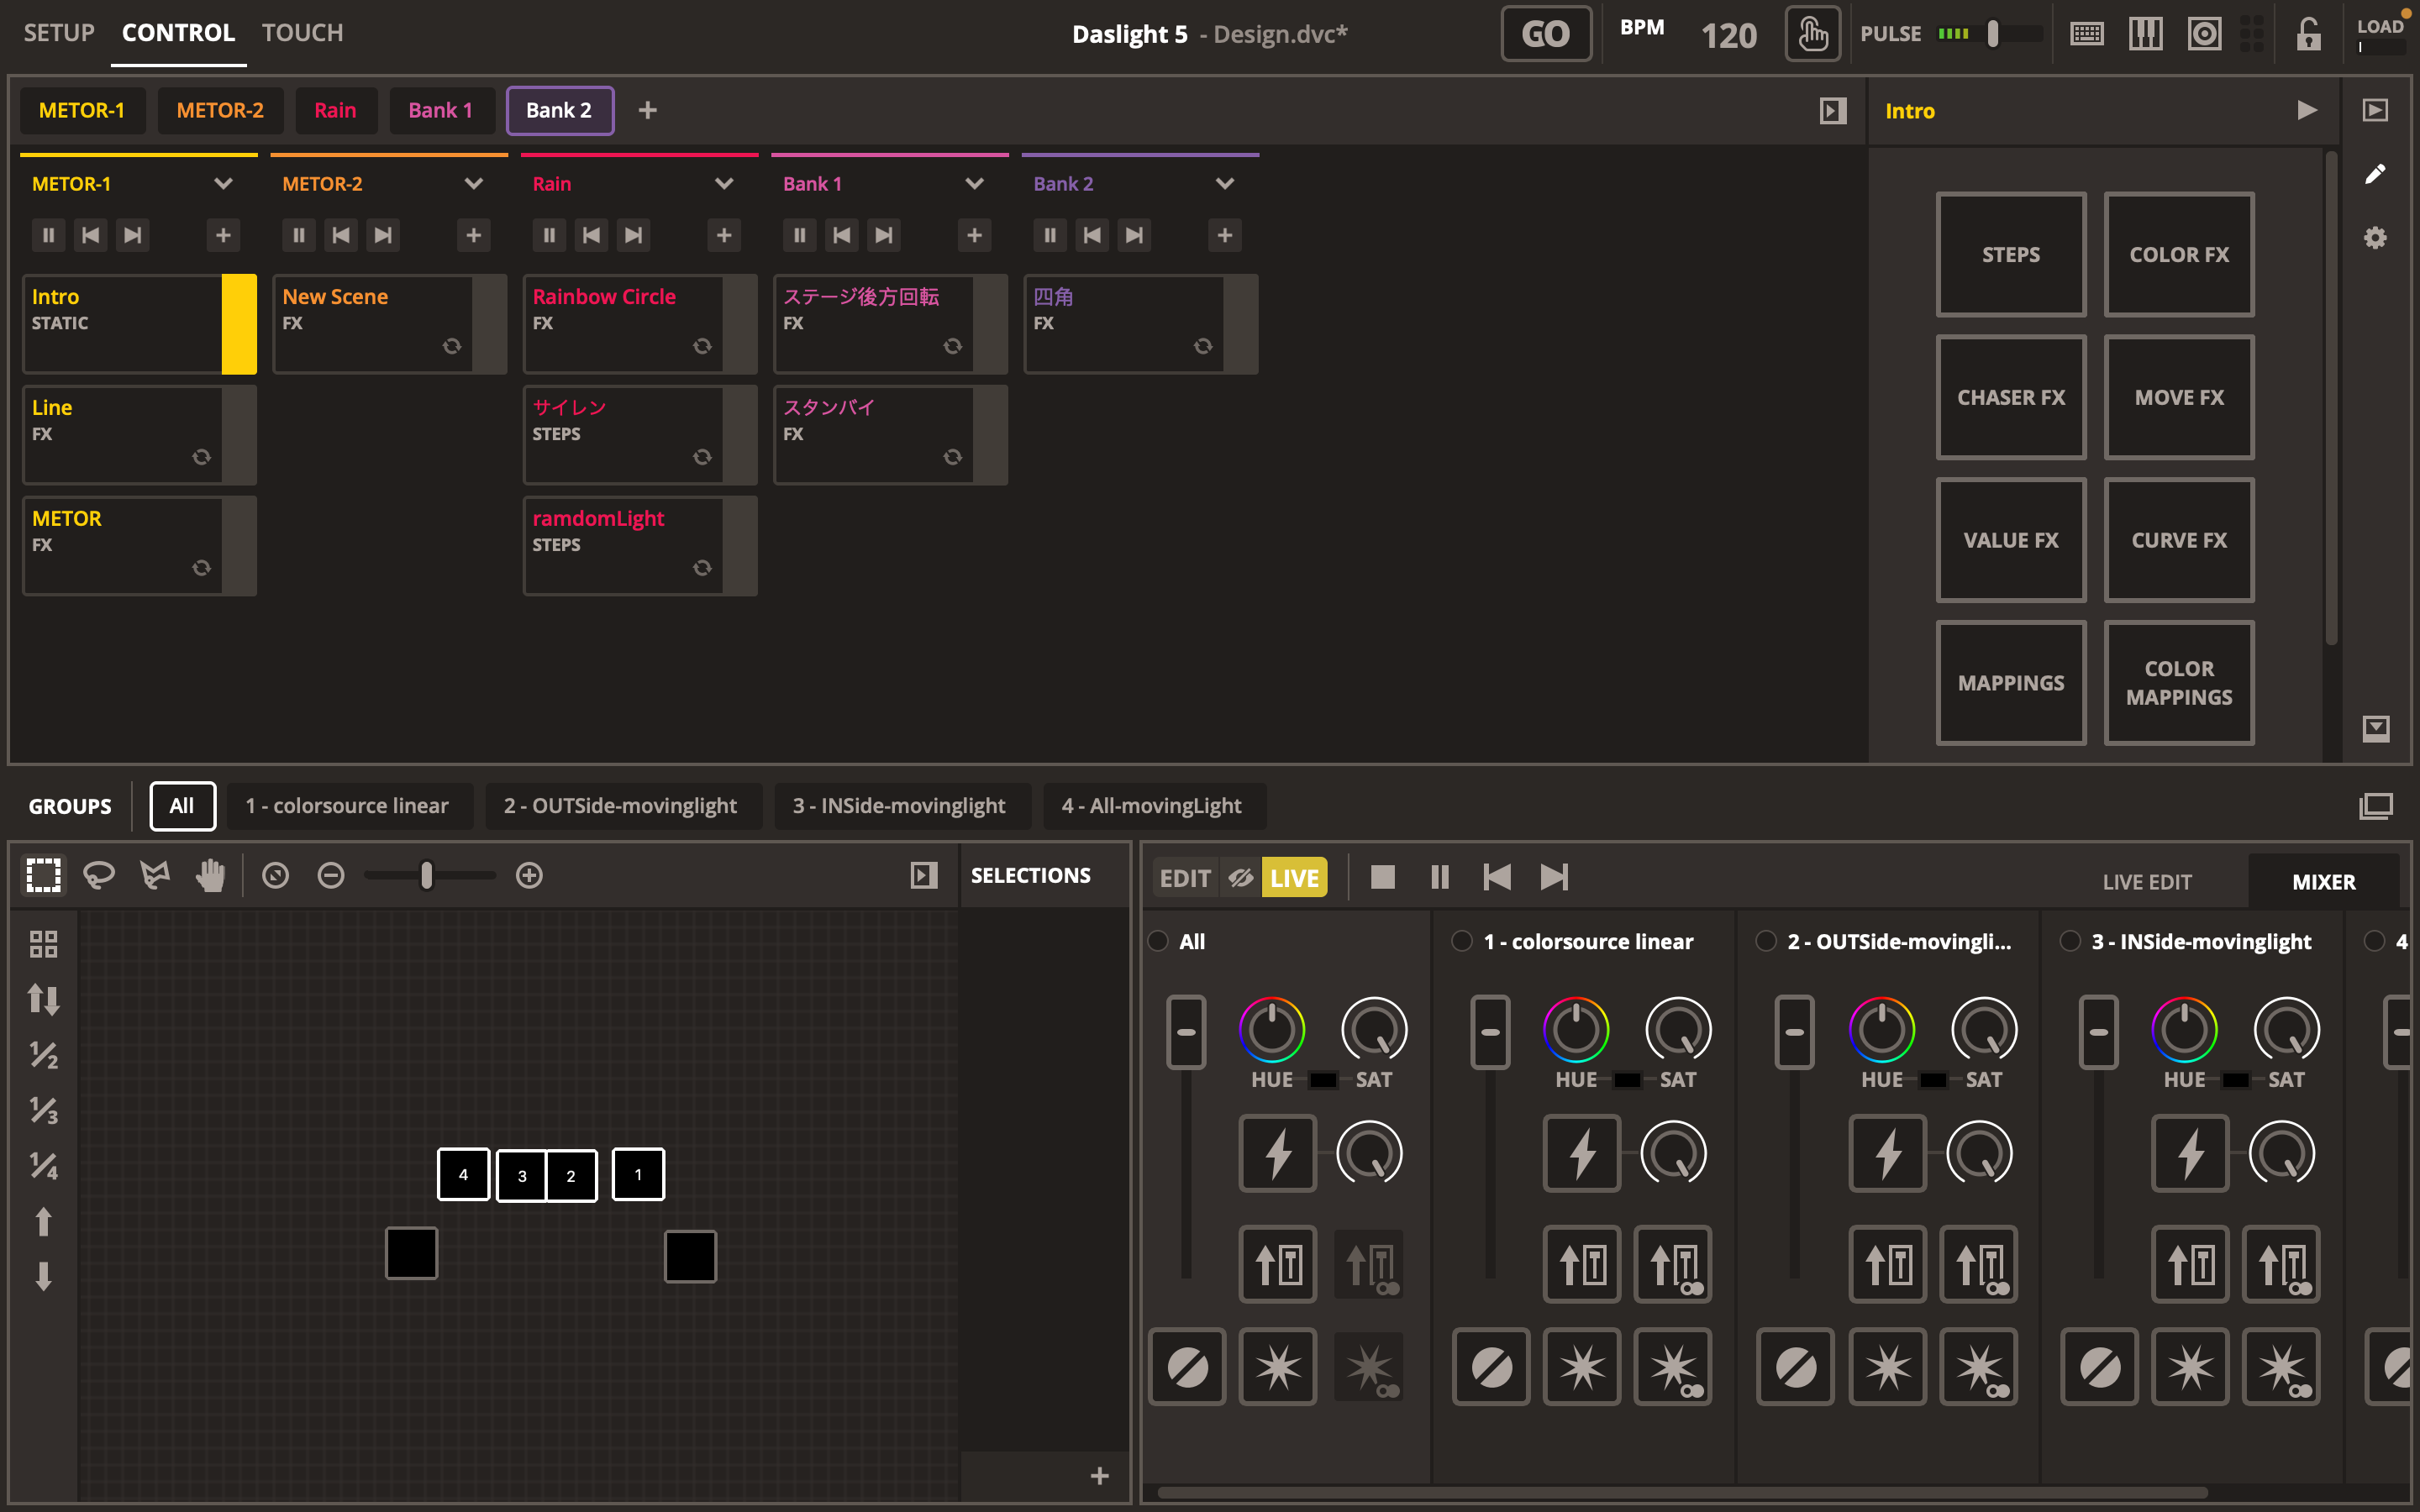 SETUP CONTROL TOUCH Daslight 5 - Design.dvc* GO BPM 120 PULSE LOAD
METOR-1 METOR-2 Rain Bank 1 Bank 2 + Intro
METOR-1 METOR-2 Rain Bank 1 Bank 2
Intro
STATIC
Line
FX
METOR
FX
New Scene
FX
Rainbow Circle
FX
サイレン
STEPS
ramdomLight
STEPS
ステージ後方回転
FX
スタンバイ
FX
四角
FX
STEPS COLOR FX
CHASER FX MOVE FX
VALUE FX CURVE FX
MAPPINGS COLOR
MAPPINGS
GROUPS All 1 - colorsource linear 2 - OUTSide-movinglight 3 - INSide-movinglight 4 - All-movingLight
SELECTIONS
1/2
1/3
1/4
4 3 2 1
EDIT LIVE LIVE EDIT MIXER
All 1 - colorsource linear 2 - OUTSide-movingli... 3 - INSide-movinglight 4
HUE SAT HUE SAT HUE SAT HUE SAT